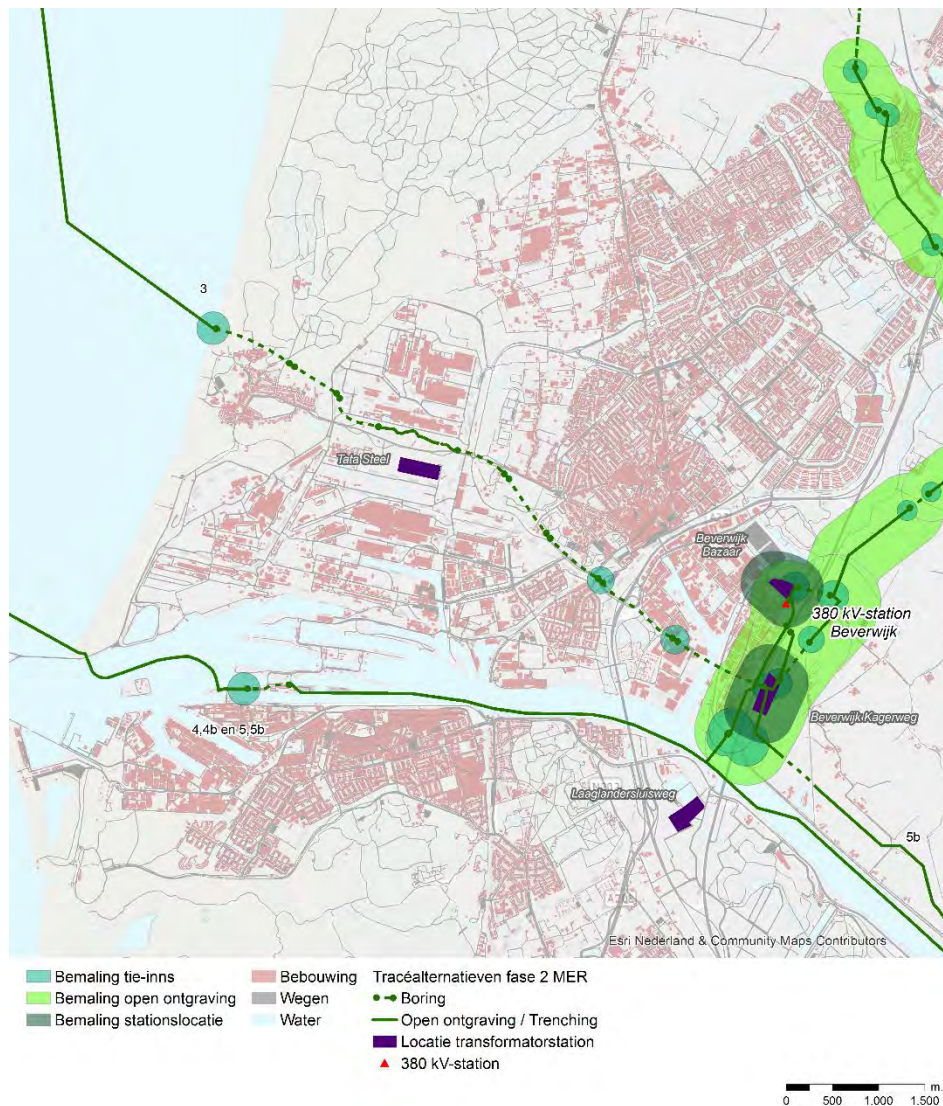 3
Tata Steel
Beverwijk
Bazaar
380 kV-station
Beverwijk
4,4b en 5,5b
Beverwijk Kagerweg
Laaglandersluisweg
5b
Esri Nederland & Community Maps Contributors
Bemaling tie-inns
Bemaling open ontgraving
Bemaling stationslocatie
Bebouwing
Wegen
Water
Tracéalternatieven fase 2 MER
Boring
Open ontgraving / Trenching
Locatie transformatorstation
380 kV-station
m.
0 500 1.000 1.500